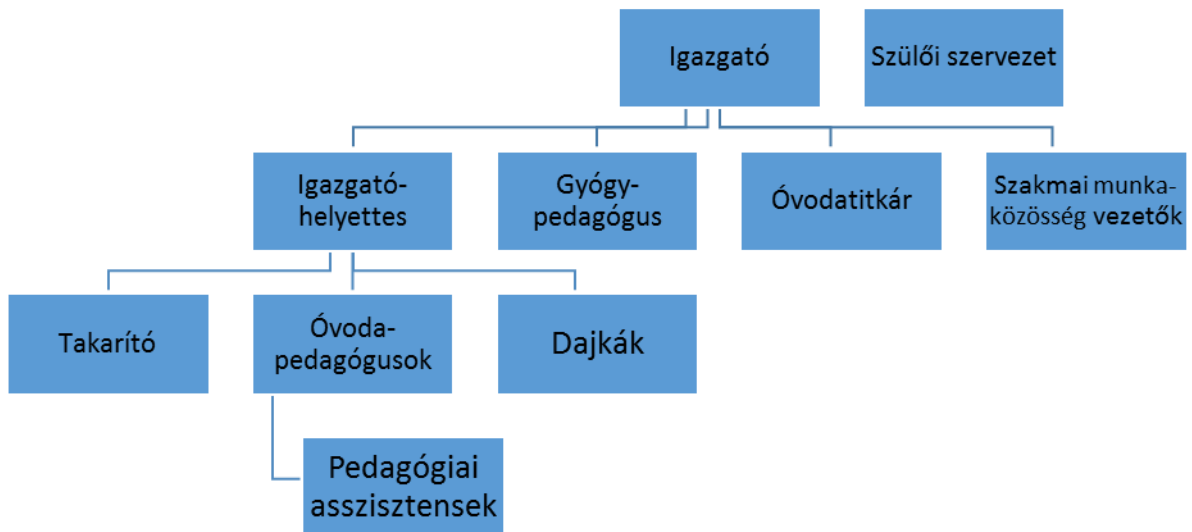 Igazgató
Szülői szervezet
Igazgató-
helyettes
Gyógy-
pedagógus
Óvodatitkár
Szakmai munka-
közösség vezetők
Takarító
Óvoda-
pedagógusok
Dajkák
Pedagógiai
asszisztensek